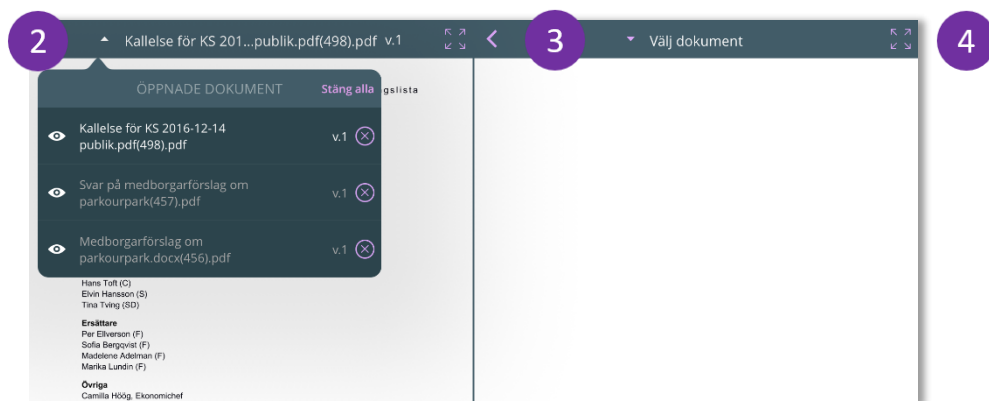 2
Kallelse för KS 201...publik.pdf(498).pdf v.1
3
Välj dokument
4
ÖPPNADE DOKUMENT Stäng alla
gslista
Kallelse för KS 2016-12-14
publik.pdf(498).pdf
v.1
Svar på medborgarförslag om
parkourpark(457).pdf
v.1
Medborgarförslag om
parkourpark.docx(456).pdf
v.1
Hans Toft (C)
Elvin Hansson (S)
Tina Tving (SD)
Ersättare
Per Ellverson (F)
Sofia Bergqvist (F)
Madelene Adelman (F)
Marika Lundin (F)
Övriga
Camilla Höög, Ekonomichef